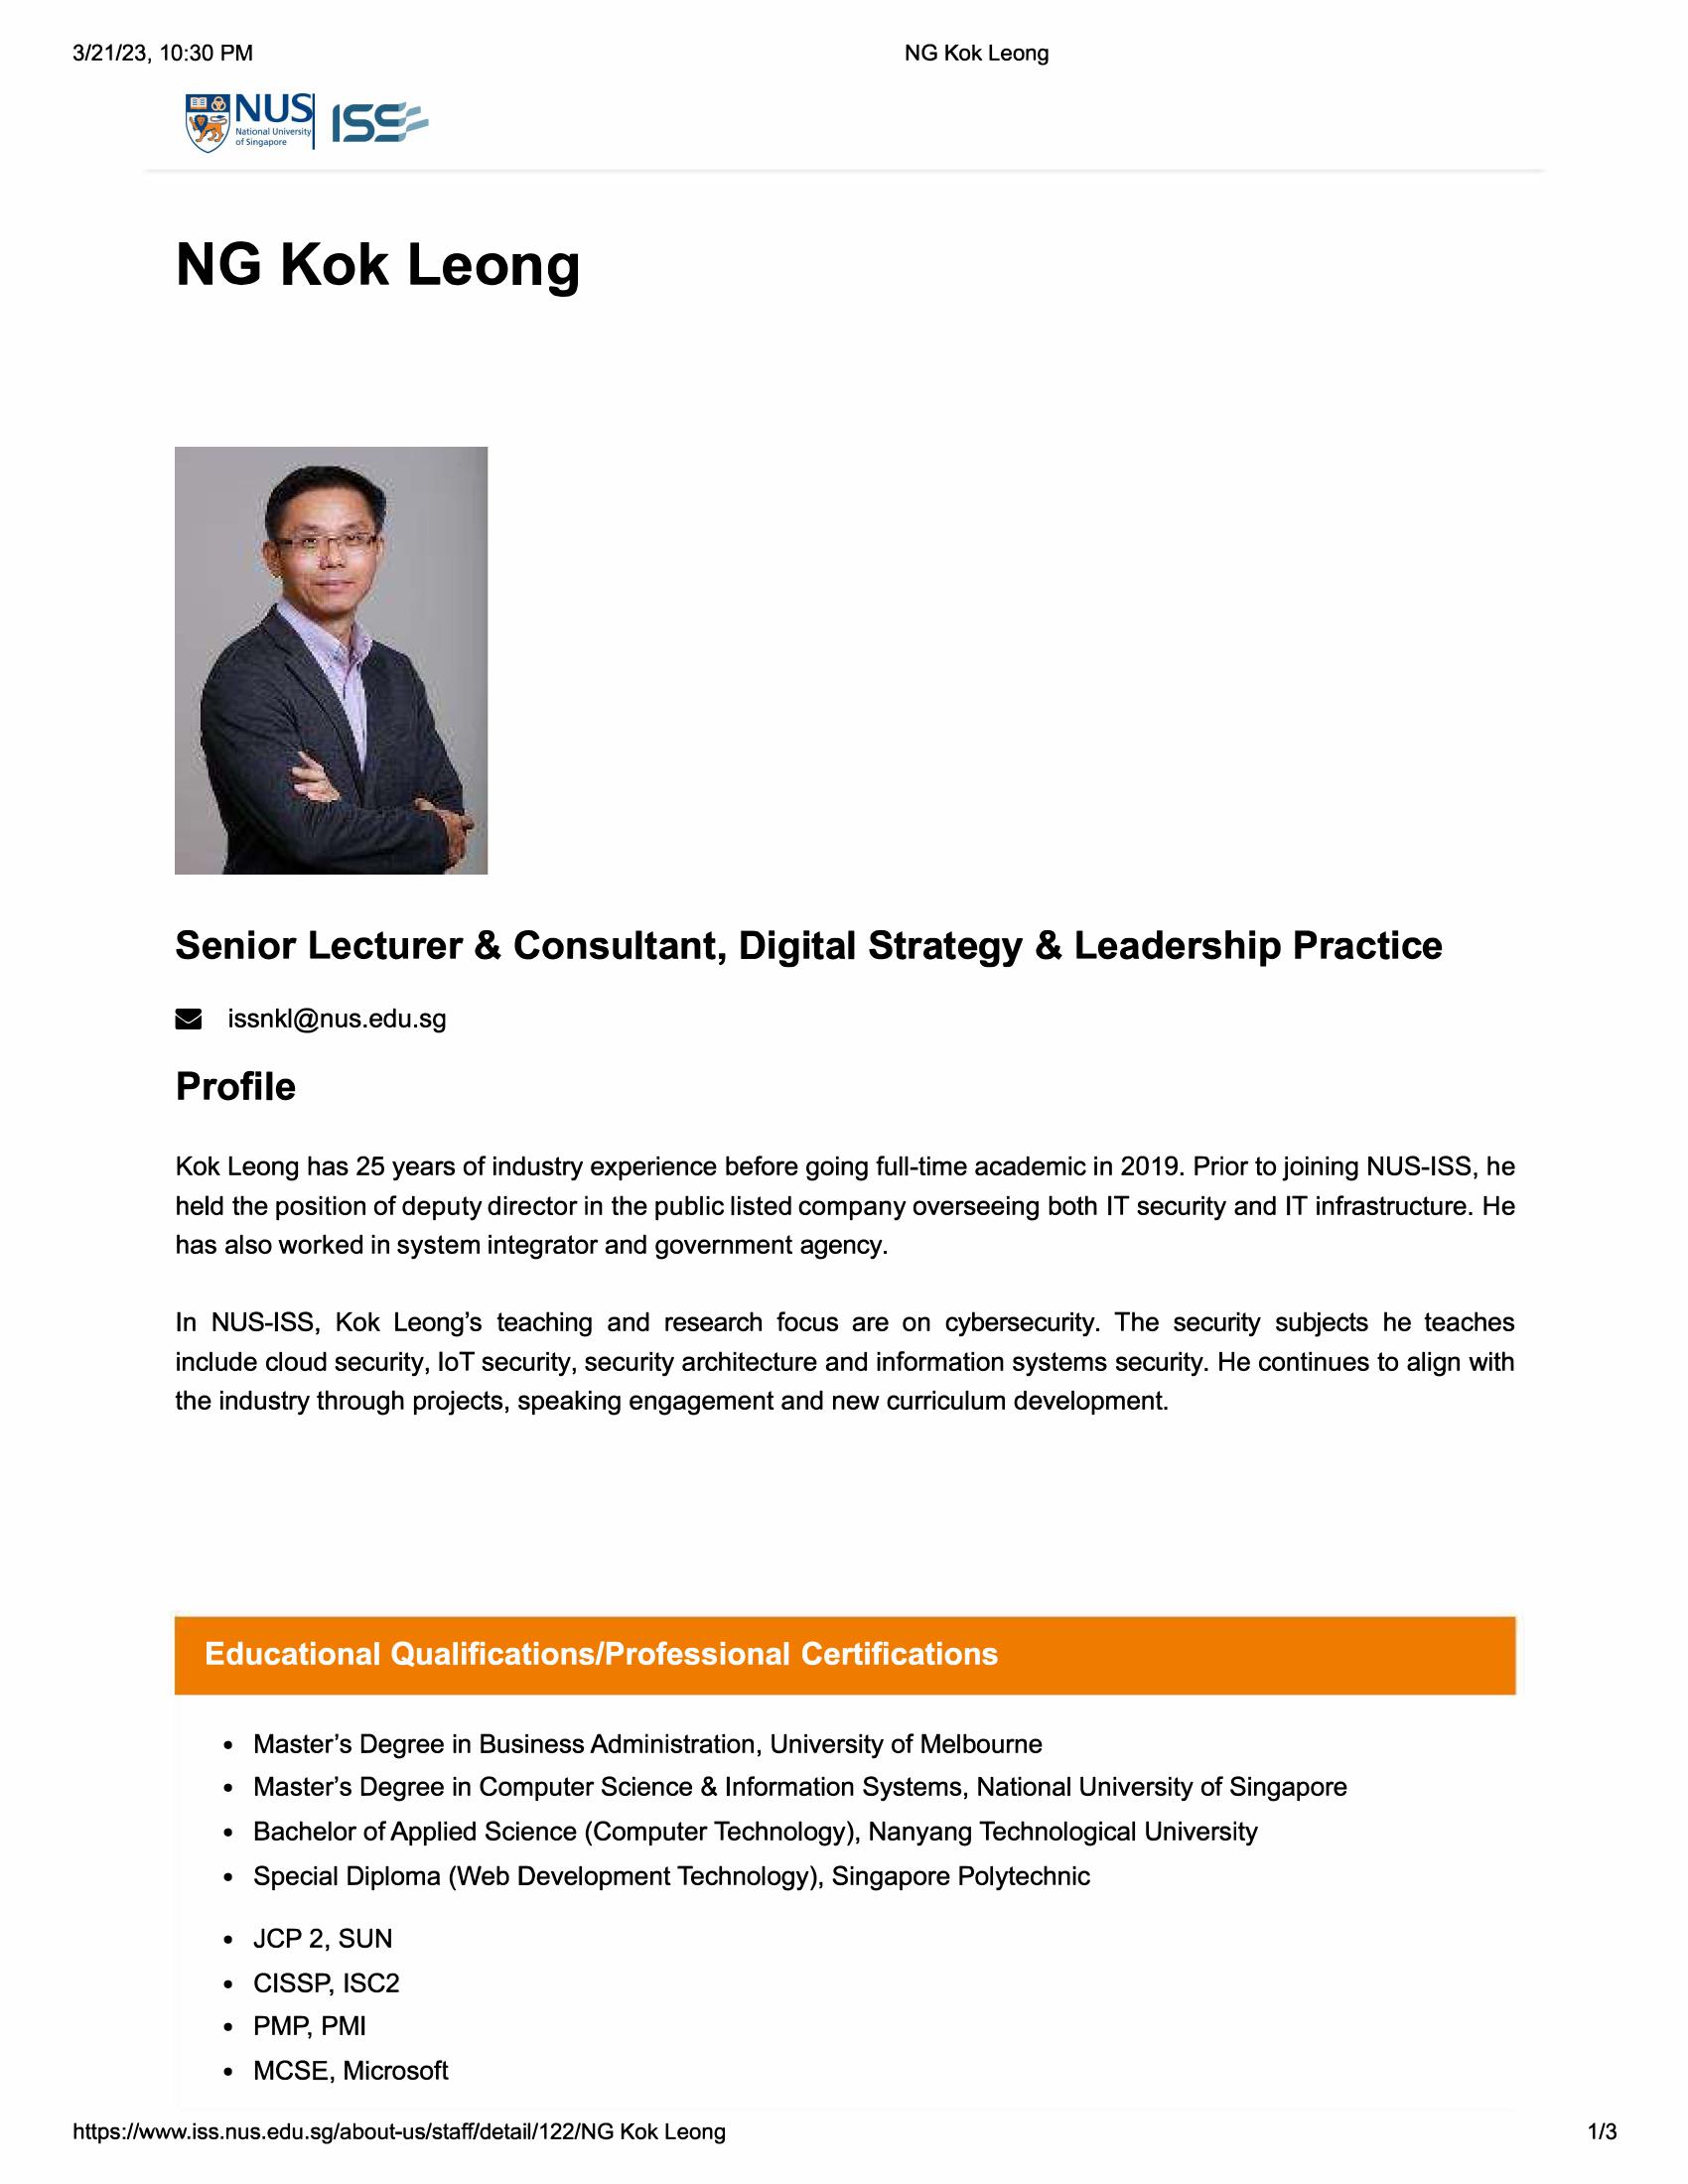 3/21/23, 10:30 PM NG Kok Leong
NUS
National University
of Singapore
ISS
NG Kok Leong
Senior Lecturer & Consultant, Digital Strategy & Leadership Practice
issnkl@nus.edu.sg
Profile
Kok Leong has 25 years of industry experience before going full-time academic in 2019. Prior to joining NUS-ISS, he
held the position of deputy director in the public listed company overseeing both IT security and IT infrastructure. He
has also worked in system integrator and government agency.
In NUS-ISS, Kok Leong’s teaching and research focus are on cybersecurity. The security subjects he teaches
include cloud security, IoT security, security architecture and information systems security. He continues to align with
the industry through projects, speaking engagement and new curriculum development.
Educational Qualifications/Professional Certifications
• Master’s Degree in Business Administration, University of Melbourne
• Master’s Degree in Computer Science & Information Systems, National University of Singapore
• Bachelor of Applied Science (Computer Technology), Nanyang Technological University
• Special Diploma (Web Development Technology), Singapore Polytechnic
• JCP 2, SUN
• CISSP, ISC2
• PMP, PMI
• MCSE, Microsoft
https://www.iss.nus.edu.sg/about-us/staff/detail/122/NG Kok Leong 1/3